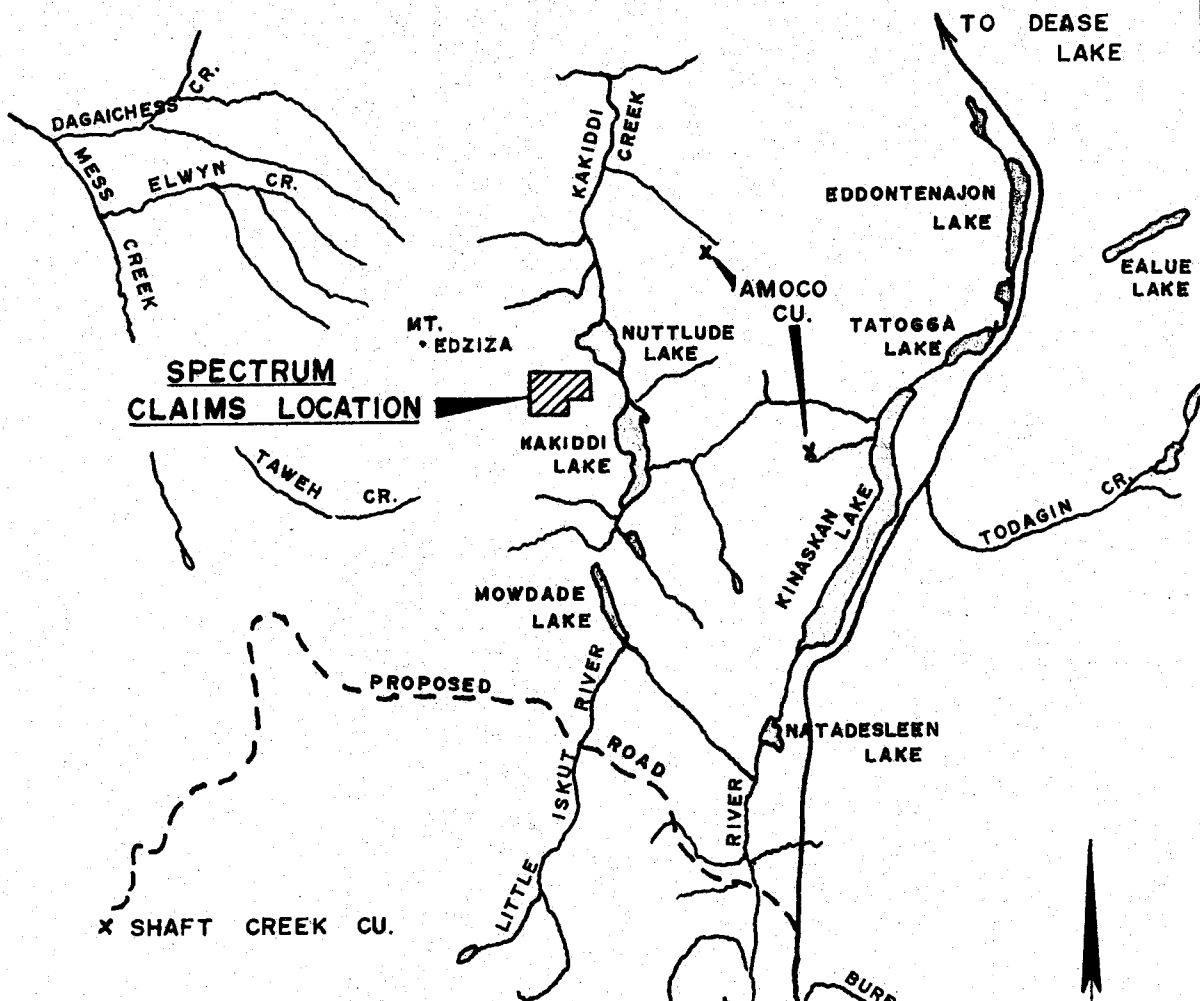 TO DEASE
LAKE
DAGAICHESS CR.
MESS
CREEK
ELWYN CR.
KAKIDDI
CREEK
EDDONTENAJON
LAKE
EALUE
LAKE
AMOCO
CU.
MT.
EDZIZA
NUTTLUDE
LAKE
TATOGGA
LAKE
SPECTRUM
CLAIMS LOCATION
KAKIDDI
LAKE
TAWEH CR.
KINASKAN
LAKE
TODAGIN CR.
MOWDADE
LAKE
PROPOSED
ROAD
NATADESLEEN
LAKE
LITTLE ISKUT RIVER
RIVER
X SHAFT CREEK CU.